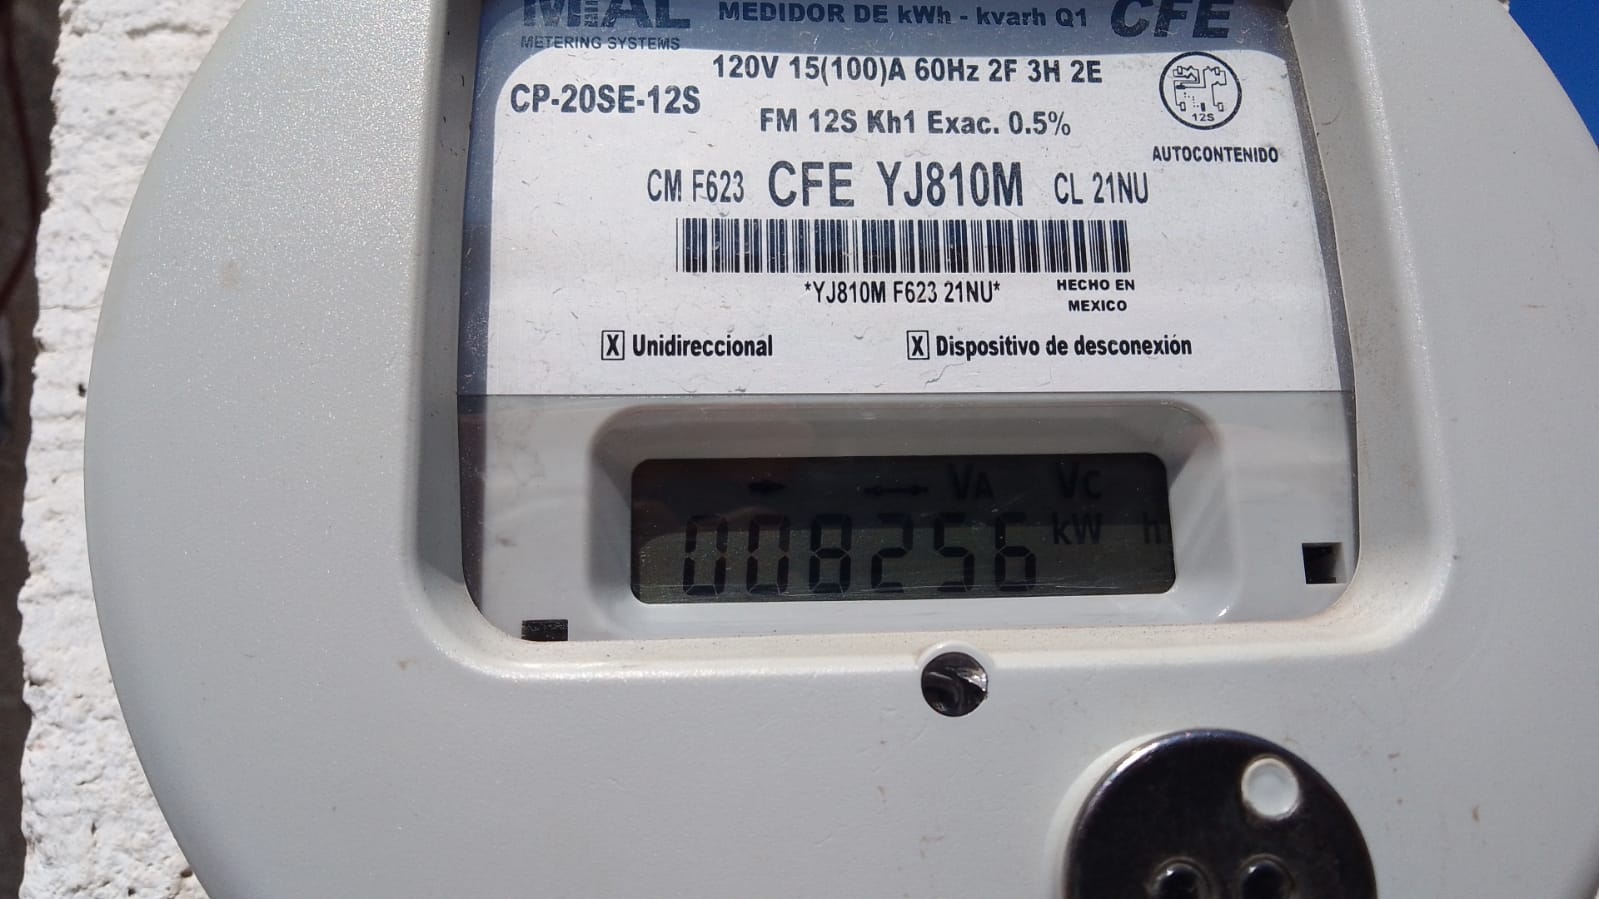 MEDIDOR DE kWh - kvarh Q1 CFE
METERING SYSTEMS
120V 15(100)A 60Hz 2F 3H 2E
CP-20SE-12S
FM 12S Kh1 Exac. 0.5%
12S
AUTOCONTENIDO
CM F623 CFE YJ810M CL 21NU
*YJ810M F623 21NU*
HECHO EN
MEXICO
X Unidireccional
X Dispositivo de desconexión
VA VC
008256 kW h